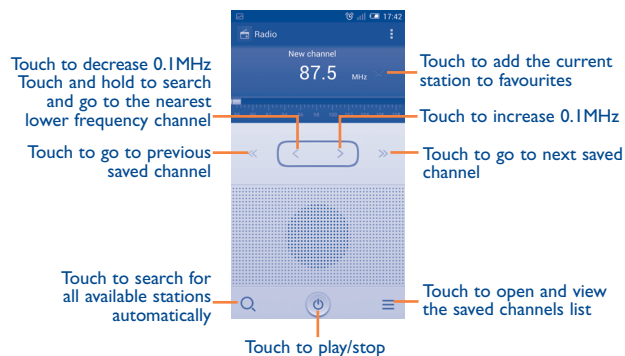 17:42
Radio
New channel
87.5 MHz
Touch to decrease 0.1MHz
Touch and hold to search
and go to the nearest
lower frequency channel
Touch to add the current
station to favourites
Touch to increase 0.1MHz
Touch to go to previous
saved channel
Touch to go to next saved
channel
Touch to search for
all available stations
automatically
Touch to open and view
the saved channels list
Touch to play/stop